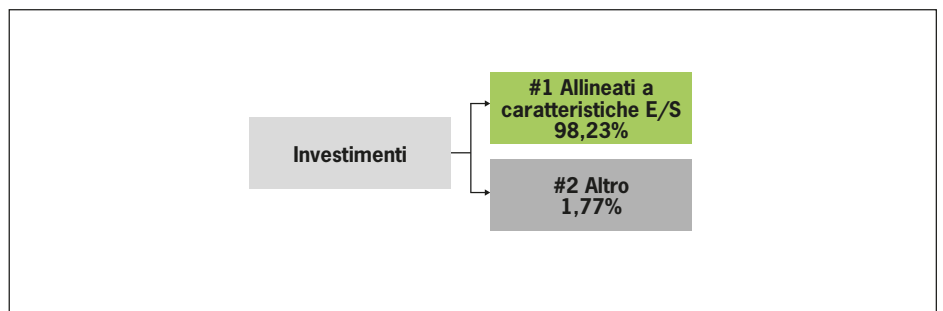 Investimenti
#1 Allineati a
caratteristiche E/S
98,23%
#2 Altro
1,77%